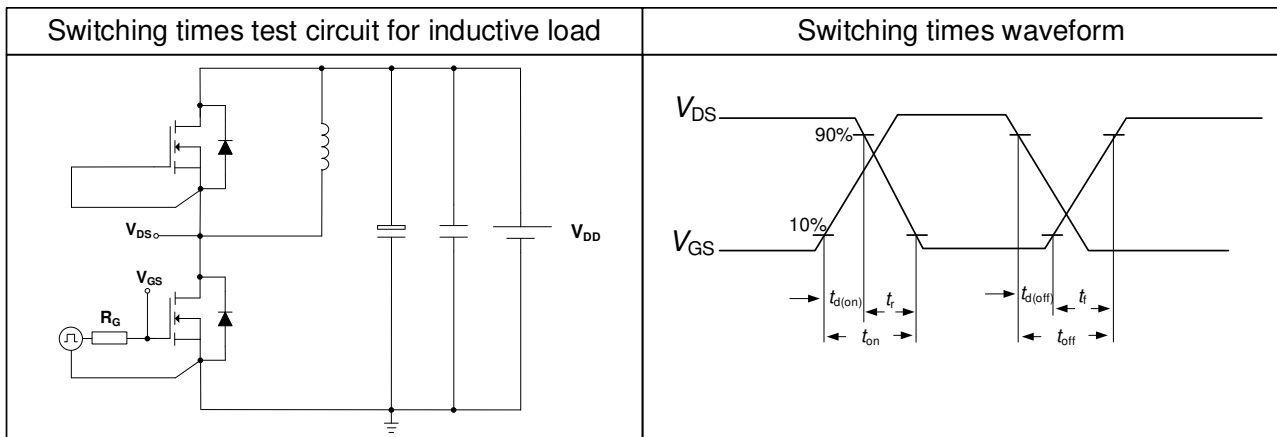 Switching times test circuit for inductive load
Switching times waveform
VDS
VDD
VGS
RG
VDS
90%
10%
VGS
td(on)
tr
ton
td(off)
tf
toff